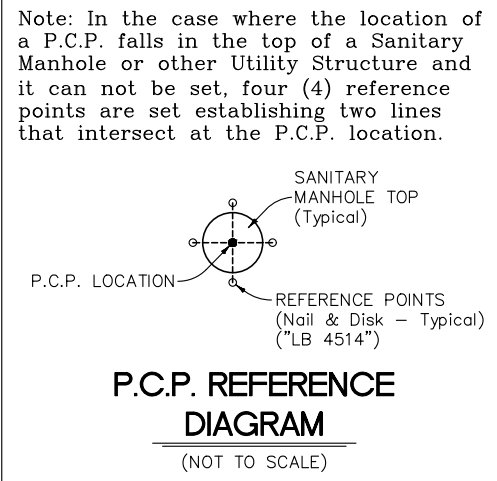 Note: In the case where the location of
a P.C.P. falls in the top of a Sanitary
Manhole or other Utility Structure and
it can not be set, four (4) reference
points are set establishing two lines
that intersect at the P.C.P. location.
SANITARY
MANHOLE TOP
(Typical)
P.C.P. LOCATION
REFERENCE POINTS
(Nail & Disk – Typical)
("LB 4514")
P.C.P. REFERENCE
DIAGRAM
(NOT TO SCALE)